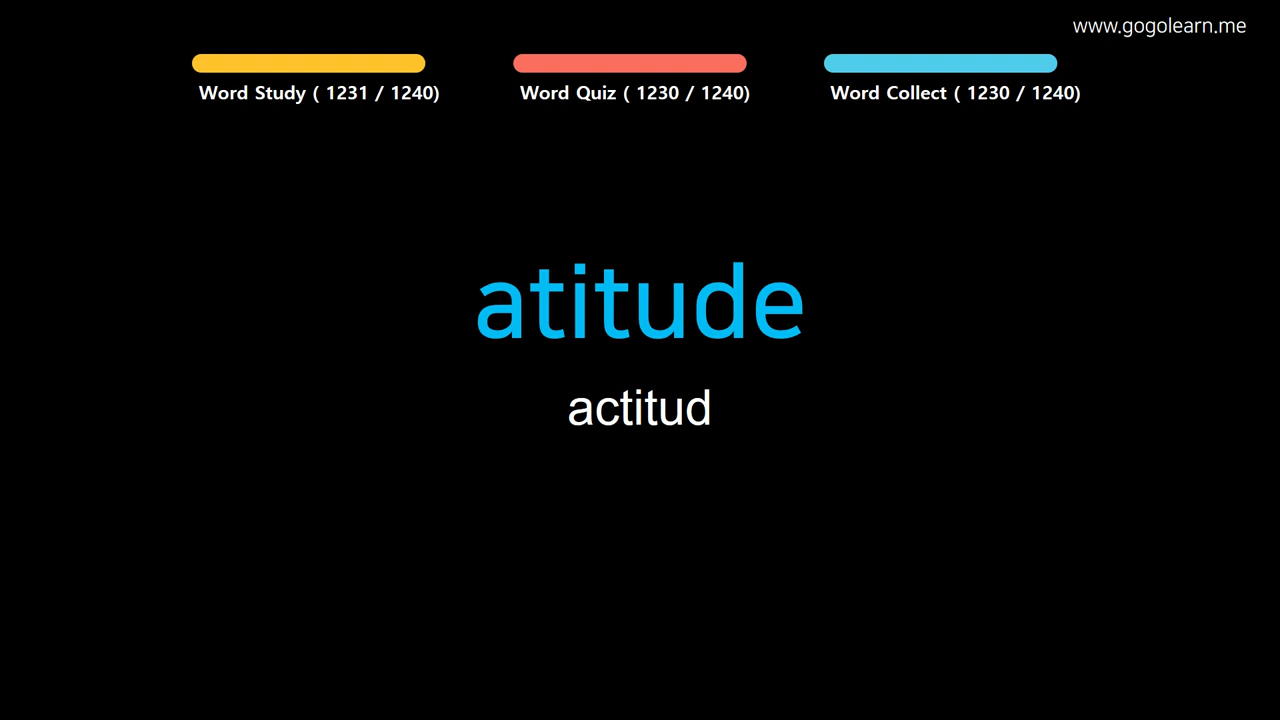 www.gogolearn.me
Word Study ( 1231 / 1240)
Word Quiz ( 1230 / 1240)
Word Collect ( 1230 / 1240)
atitude
actitud